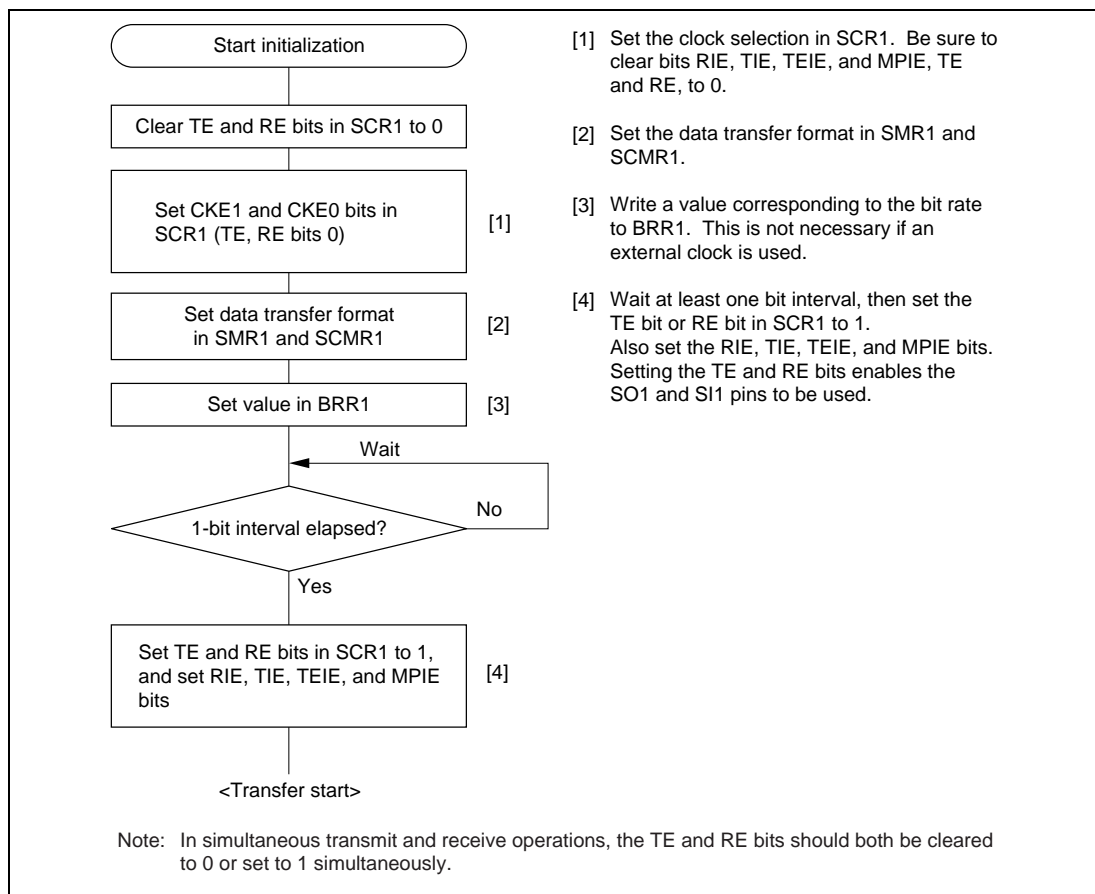 Start initialization
Clear TE and RE bits in SCR1 to 0
Set CKE1 and CKE0 bits in
SCR1 (TE, RE bits 0)
[1]
Set data transfer format
in SMR1 and SCMR1
[2]
Set value in BRR1
[3]
Wait
1-bit interval elapsed?
No
Yes
Set TE and RE bits in SCR1 to 1,
and set RIE, TIE, TEIE, and MPIE
bits
[4]
<Transfer start>
[1] Set the clock selection in SCR1. Be sure to
clear bits RIE, TIE, TEIE, and MPIE, TE
and RE, to 0.
[2] Set the data transfer format in SMR1 and
SCMR1.
[3] Write a value corresponding to the bit rate
to BRR1. This is not necessary if an
external clock is used.
[4] Wait at least one bit interval, then set the
TE bit or RE bit in SCR1 to 1.
Also set the RIE, TIE, TEIE, and MPIE bits.
Setting the TE and RE bits enables the
SO1 and SI1 pins to be used.
Note: In simultaneous transmit and receive operations, the TE and RE bits should both be cleared
to 0 or set to 1 simultaneously.